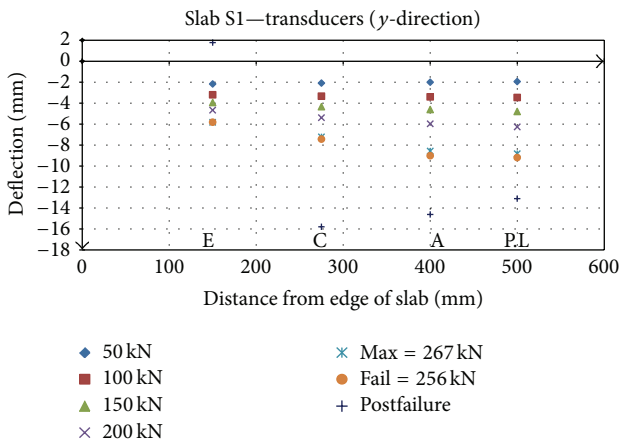 Slab S1—transducers (y-direction)
Deflection (mm)
2
0
−2
−4
−6
−8
−10
−12
−14
−16
−18
E C A P.L
0 100 200 300 400 500 600
Distance from edge of slab (mm)
50 kN
100 kN
150 kN
200 kN
Max = 267 kN
Fail = 256 kN
Postfailure